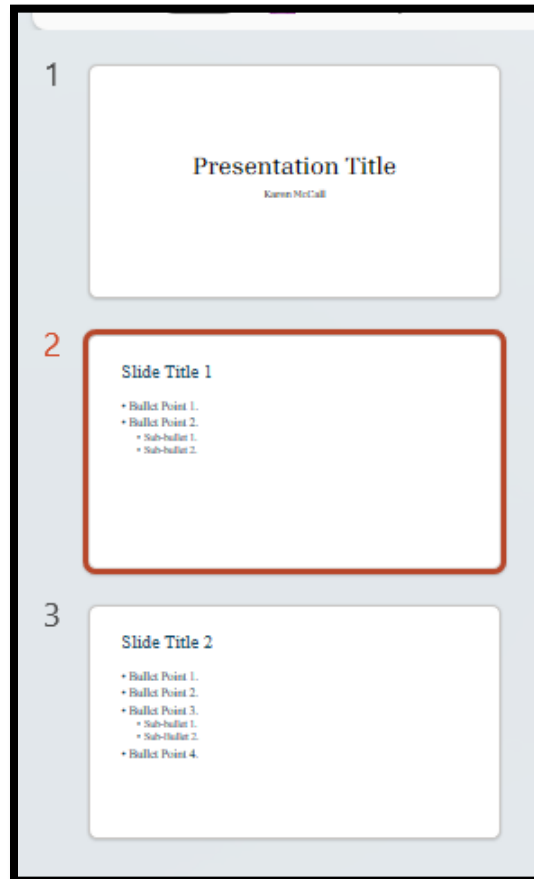 1
Presentation Title
Karen McCall
2
Slide Title 1
• Bullet Point 1.
• Bullet Point 2.
• Sub-bullet 1.
• Sub-bullet 2.
3
Slide Title 2
• Bullet Point 1.
• Bullet Point 2.
• Bullet Point 3.
• Sub-bullet 1.
• Sub-Bullet 2.
• Bullet Point 4.